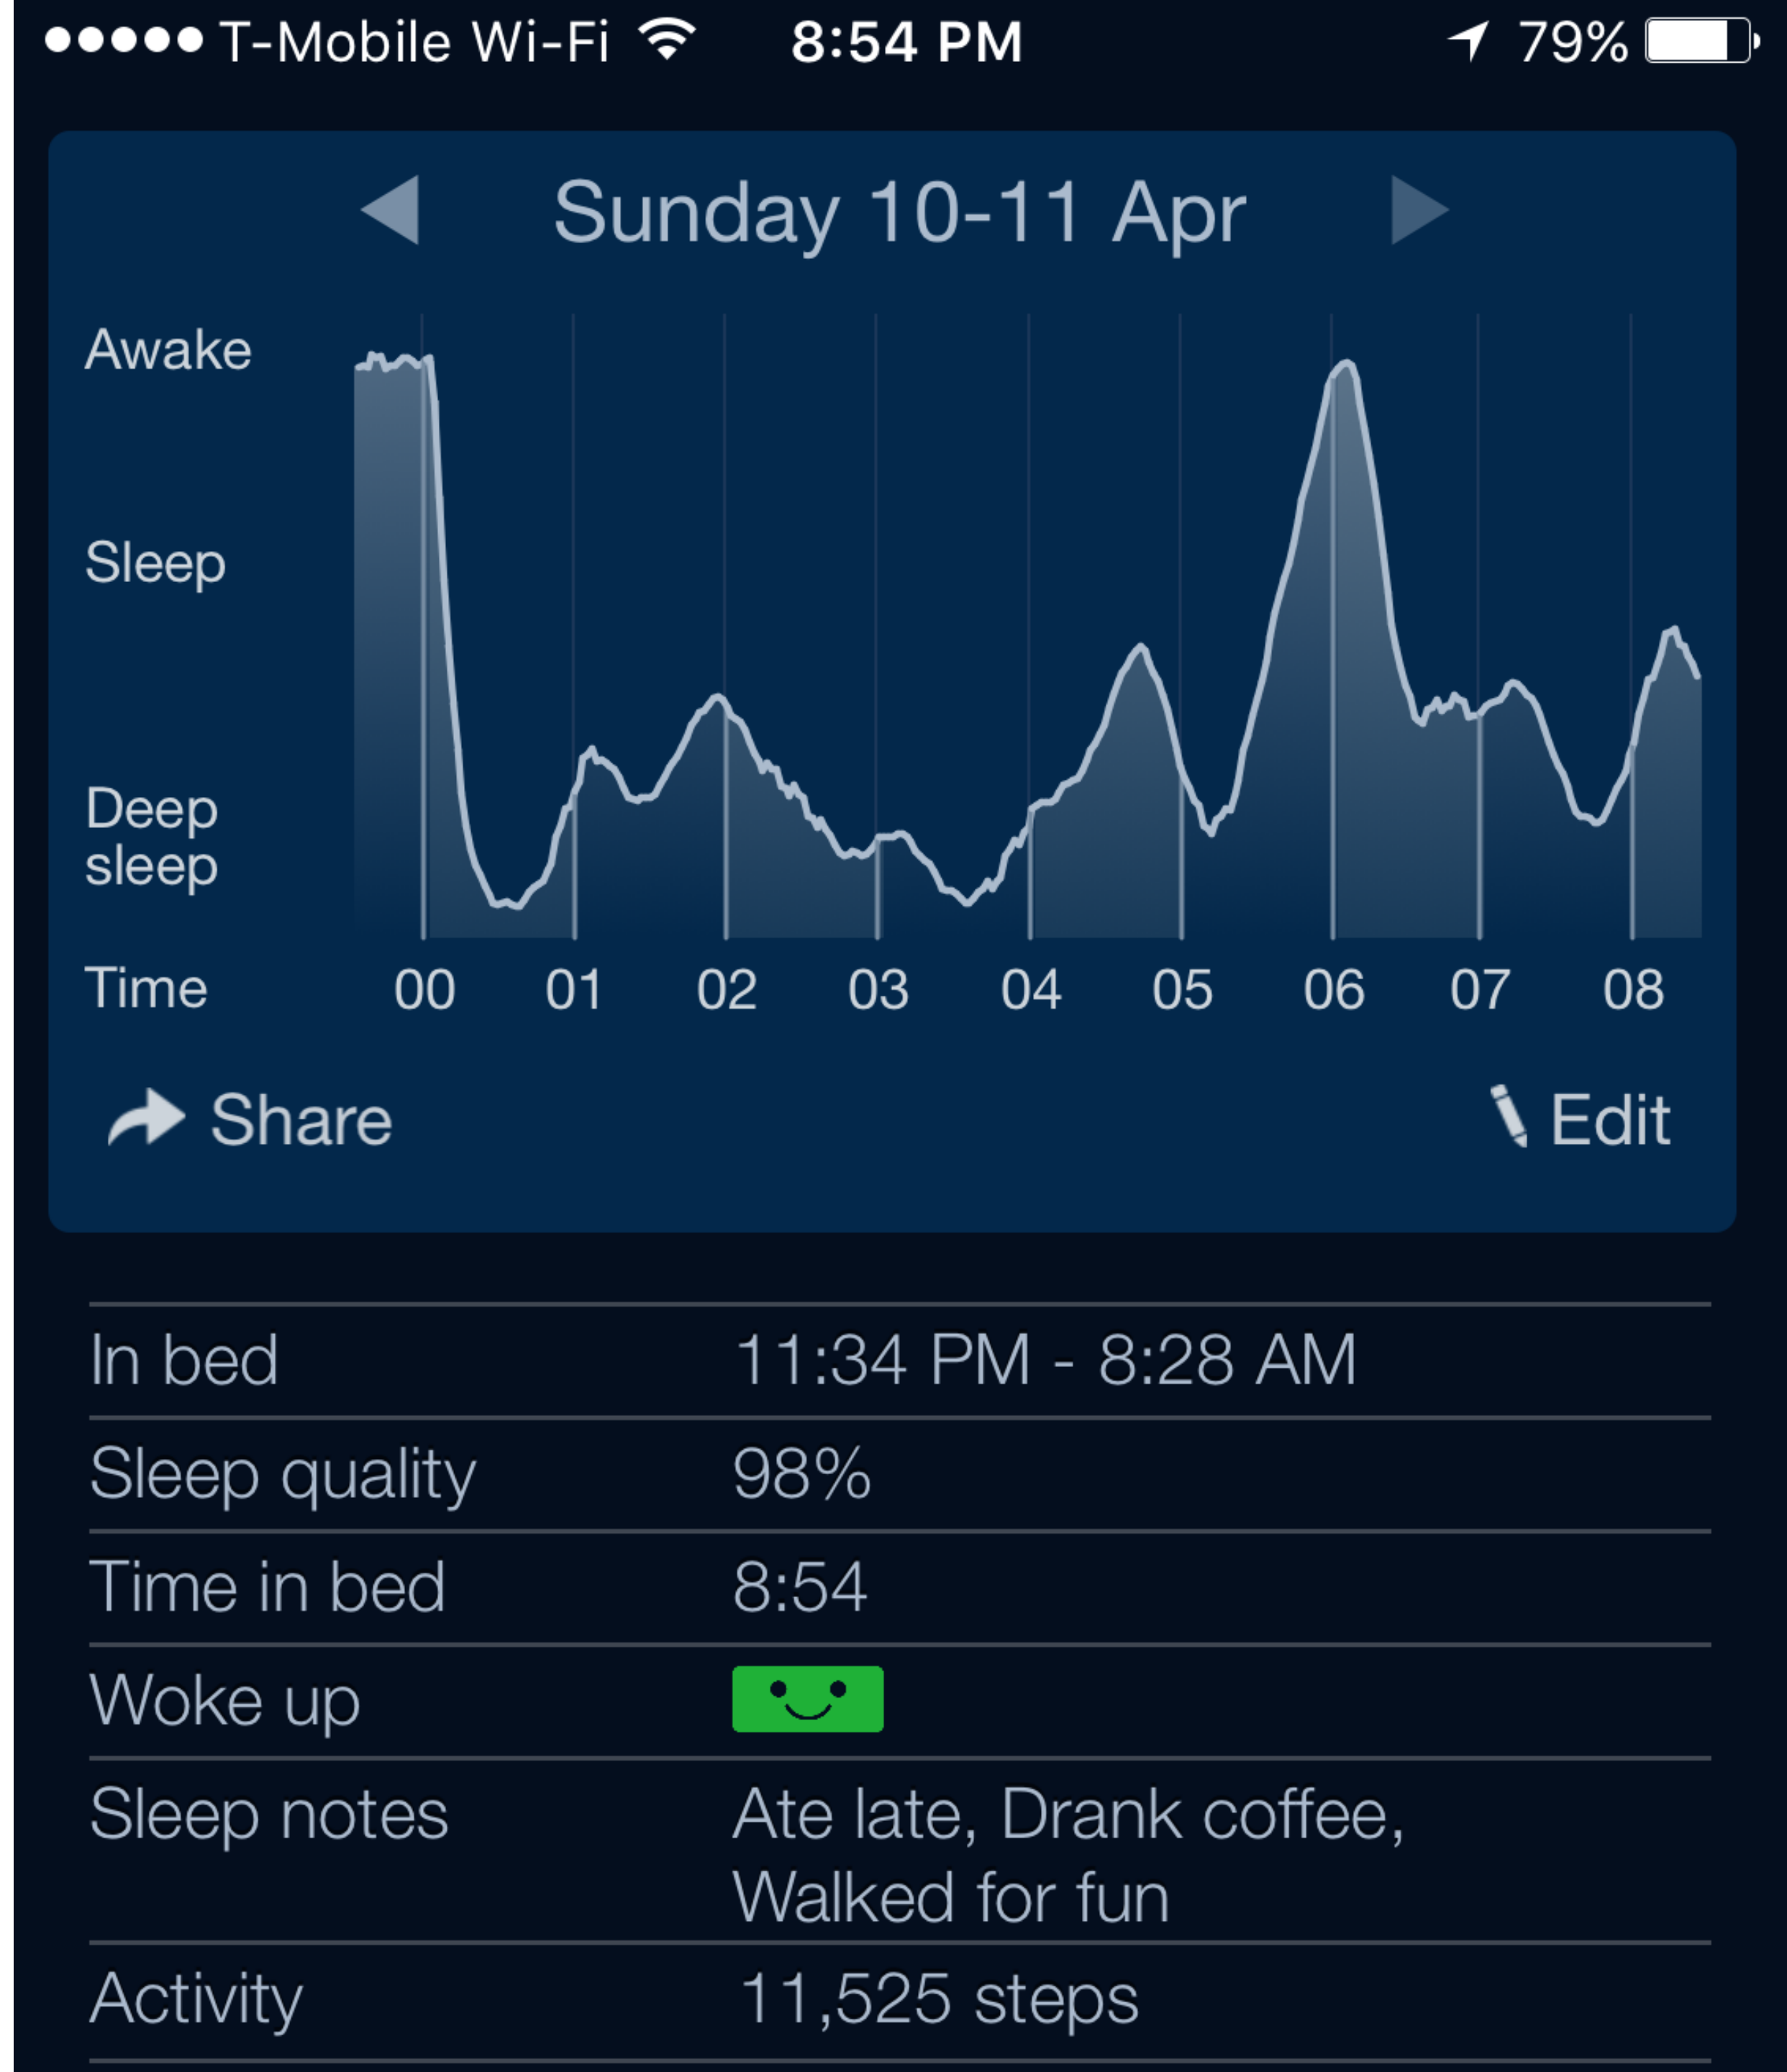 T-Mobile Wi-Fi 8:54 PM 79%
Sunday 10-11 Apr
Awake
Sleep
Deep
sleep
Time 00 01 02 03 04 05 06 07 08
Share Edit
In bed 11:34 PM - 8:28 AM
Sleep quality 98%
Time in bed 8:54
Woke up
Sleep notes Ate late, Drank coffee,
Walked for fun
Activity 11,525 steps